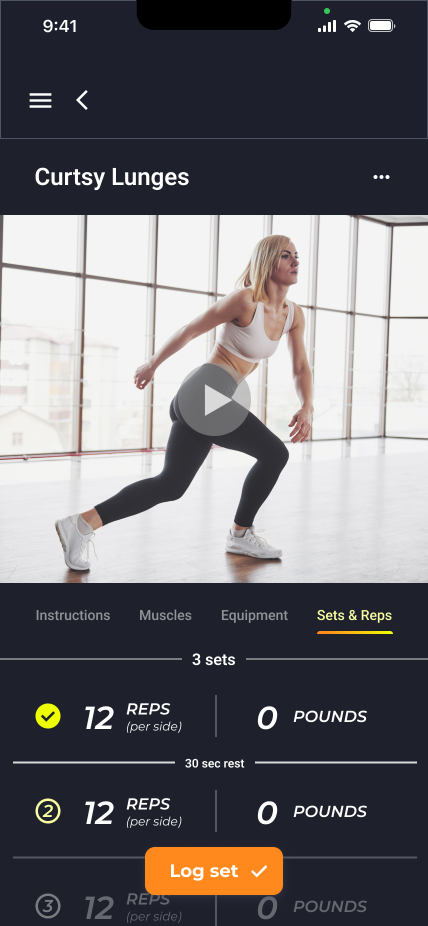 9:41
Curtsy Lunges
Instructions Muscles Equipment Sets & Reps
3 sets
12 REPS (per side) 0 POUNDS
30 sec rest
2 12 REPS (per side) 0 POUNDS
Log set
3 12 REPS (per side) 0 POUNDS